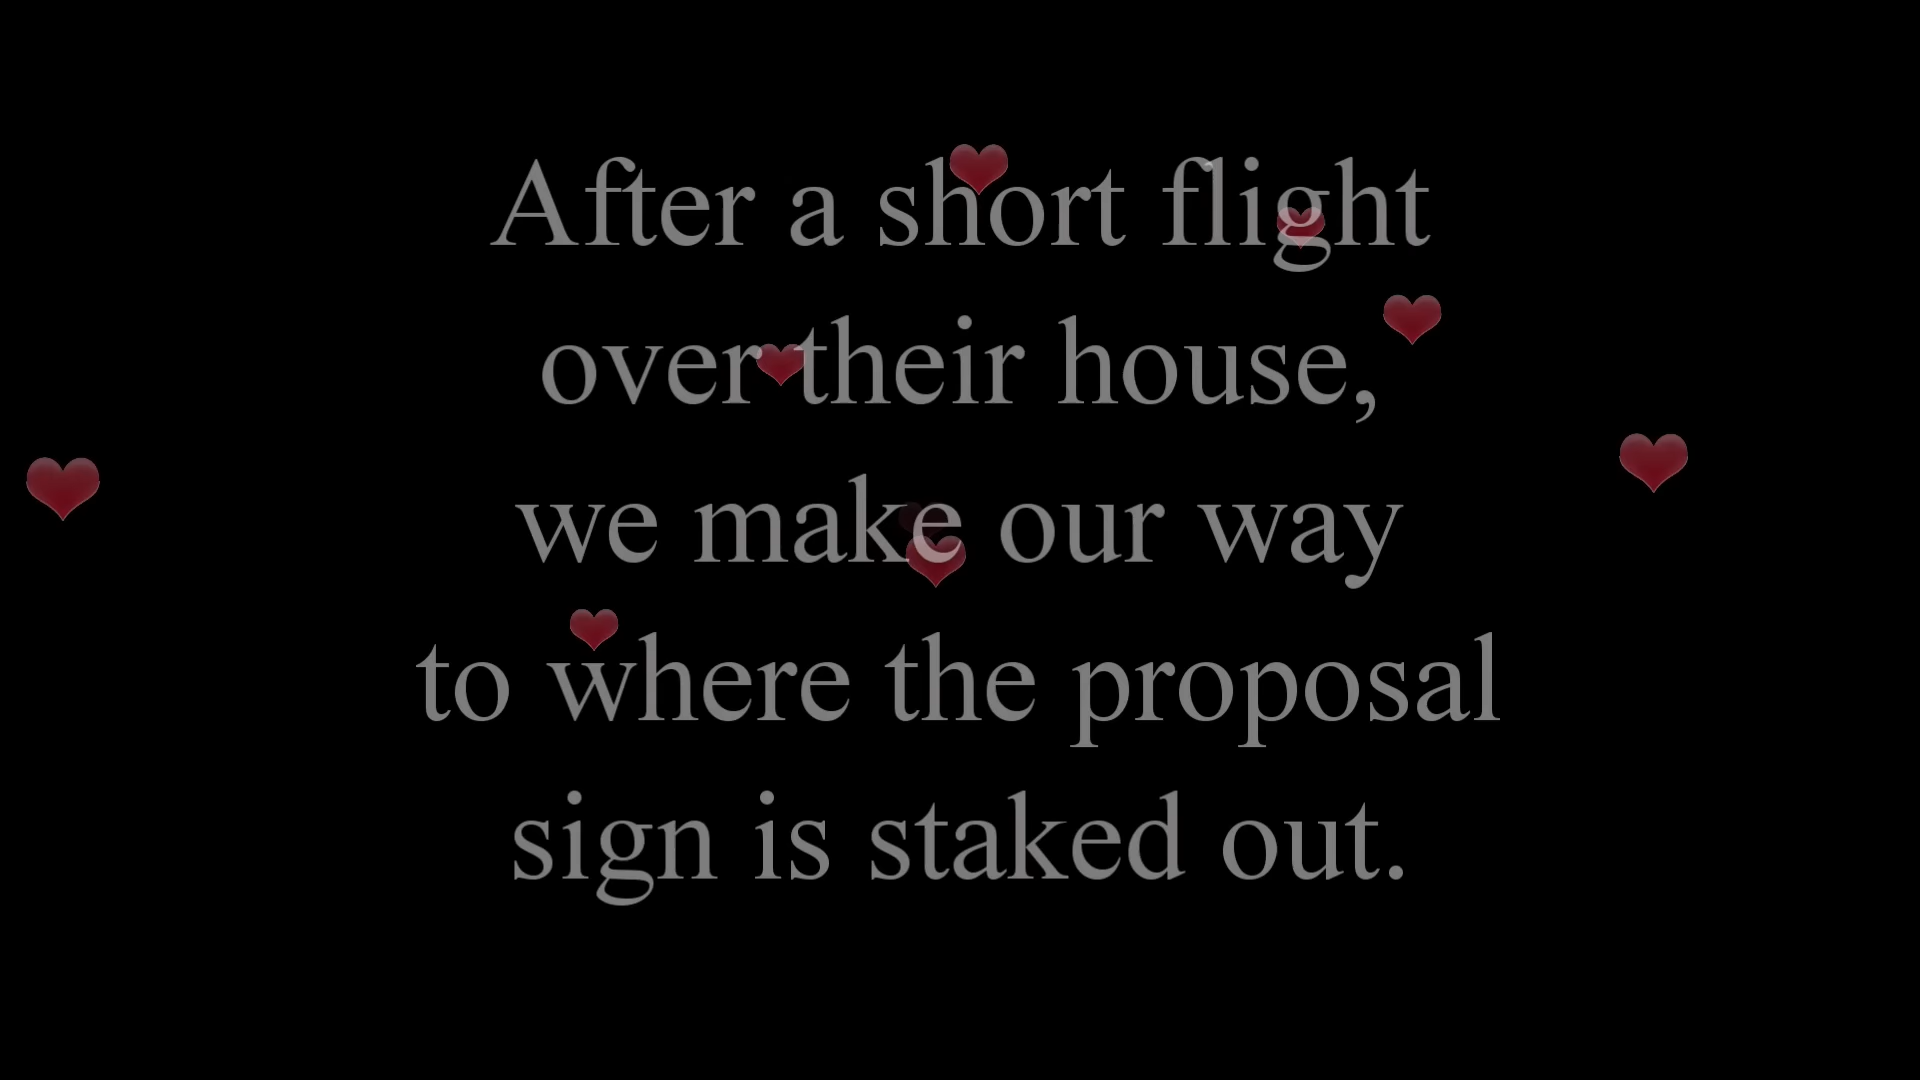 After a short flight
over their house,
we make our way
to where the proposal
sign is staked out.